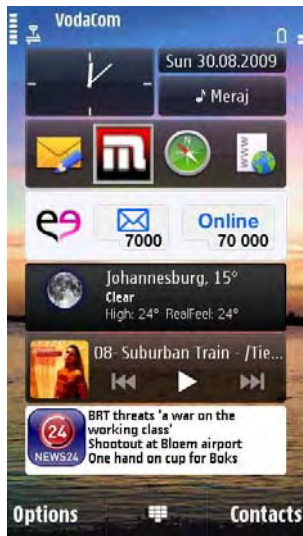 VodaCom
Sun 30.08.2009
♪ Meraj
www
7000
Online
70 000
Johannesburg, 15°
Clear
High: 24° RealFeel: 24°
08- Suburban Train - /Tie...
24
NEWS24
BRT threats 'a war on the
working class'
Shootout at Bloem airport
One hand on cup for Boks
Options
Contacts